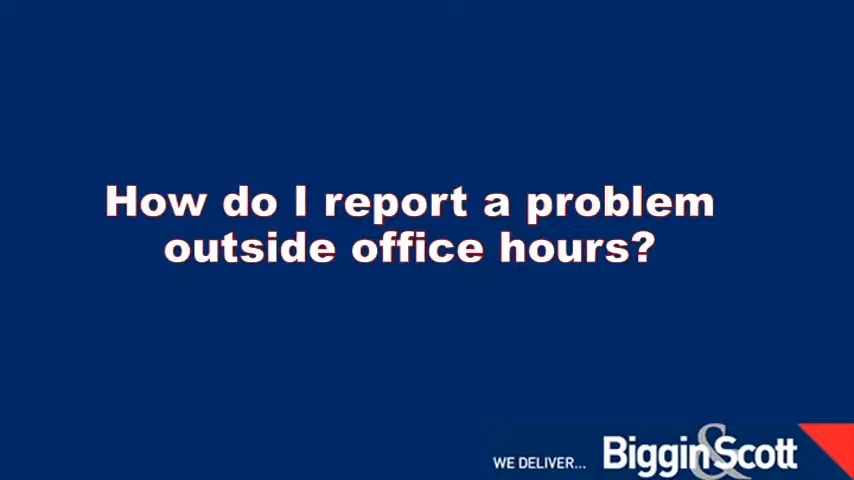 How do I report a problem
outside office hours?
WE DELIVER... Biggin&Scott